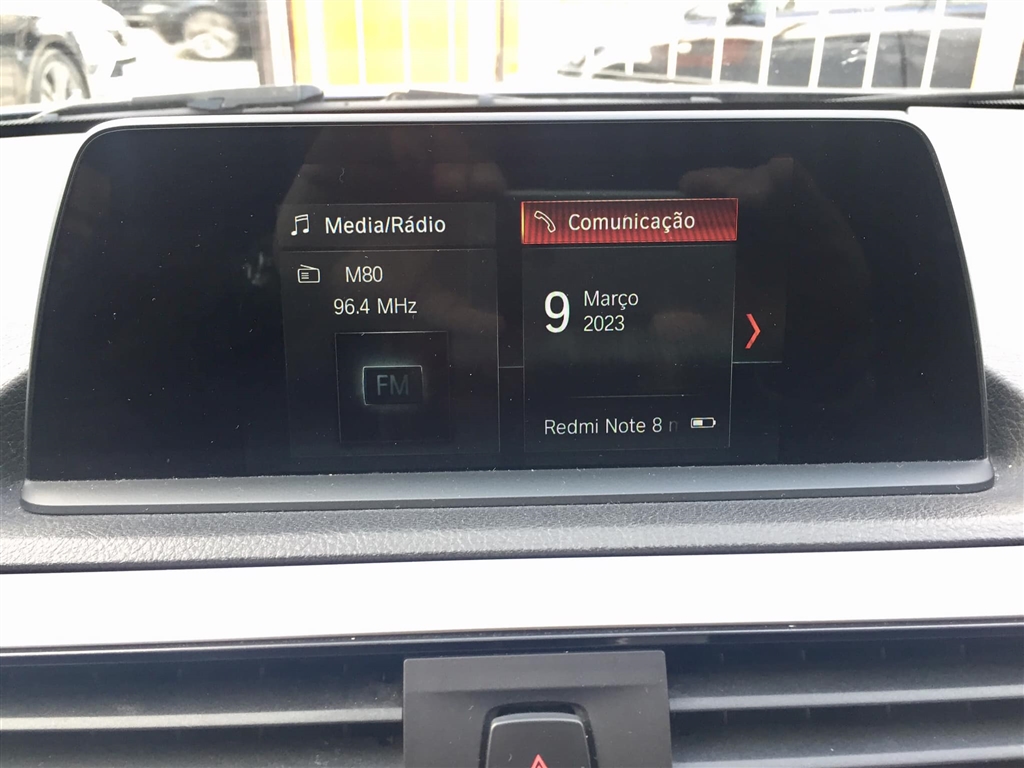 Media/Rádio
M80
96.4 MHz
FM
Comunicação
9 Março
2023
Redmi Note 8